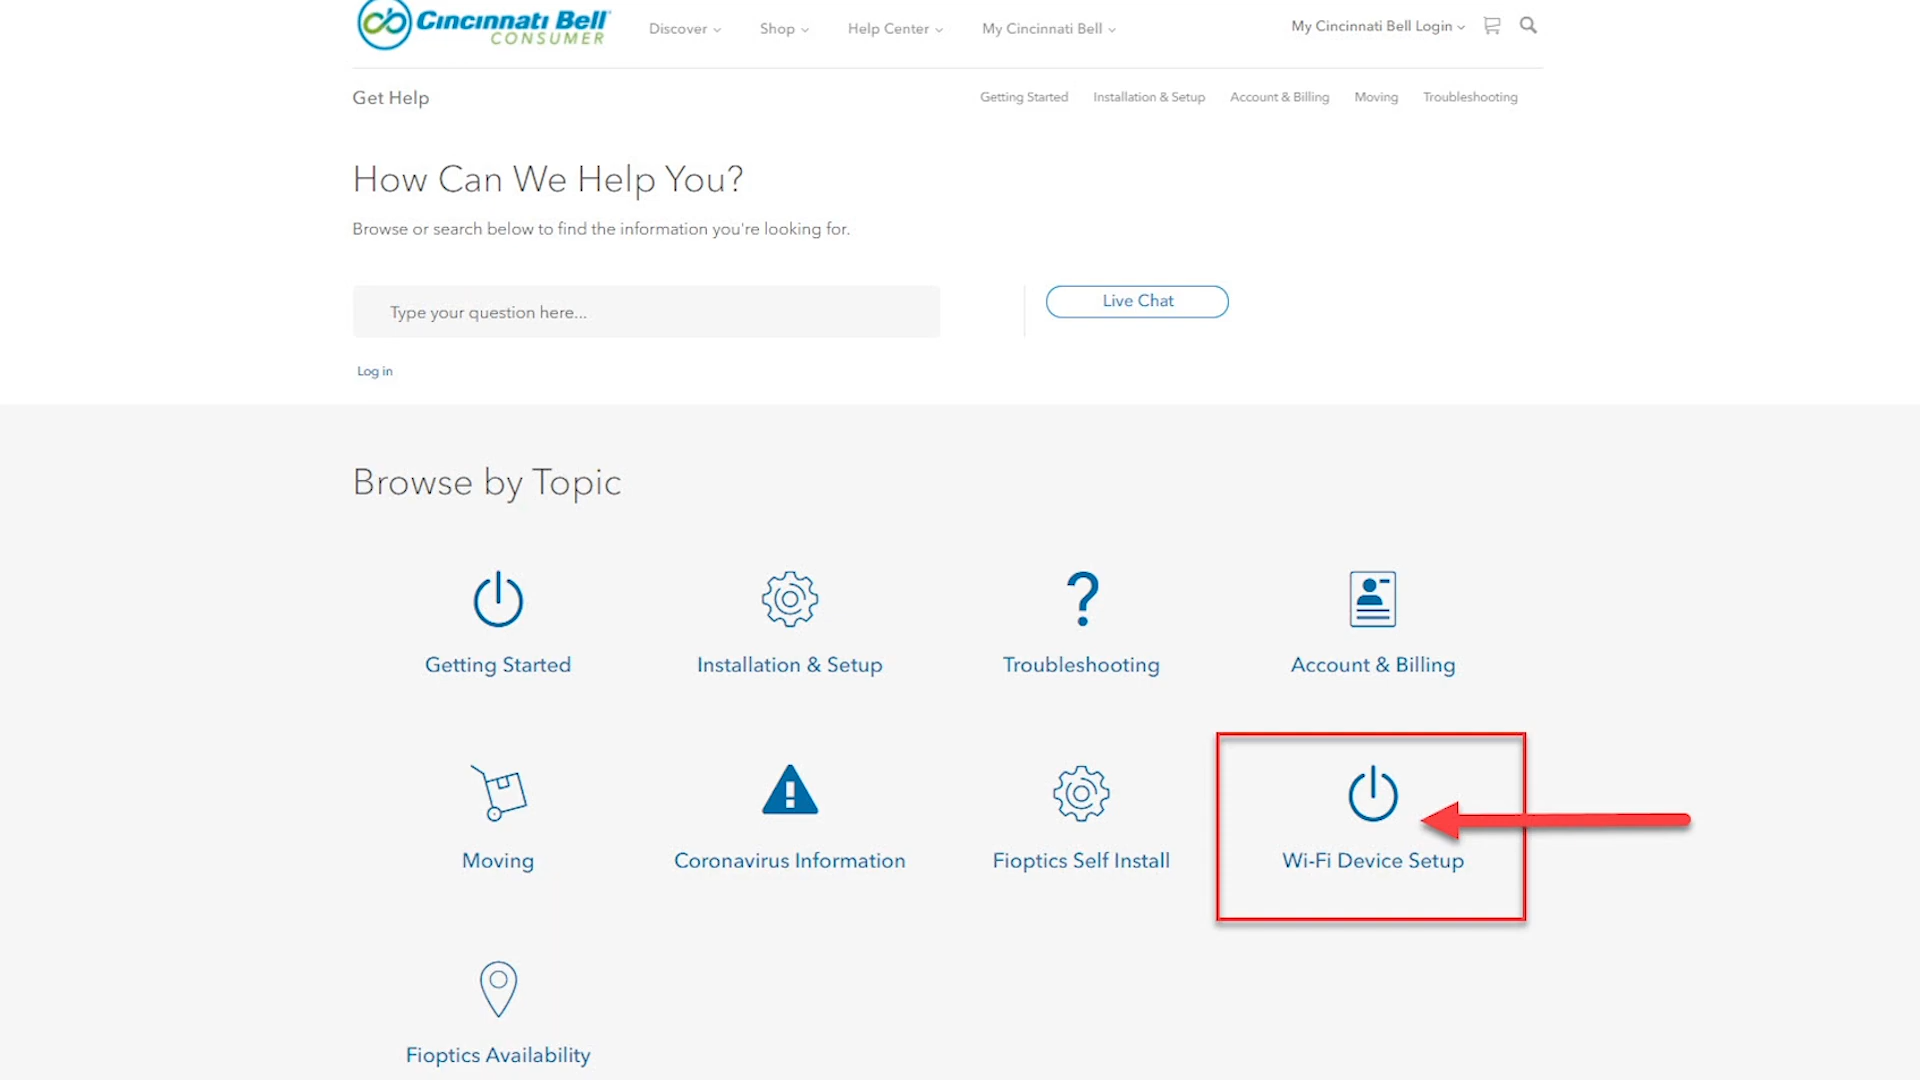 Cincinnati Bell
CONSUMER
Discover
Shop
Help Center
My Cincinnati Bell
My Cincinnati Bell Login
Get Help
Getting Started
Installation & Setup
Account & Billing
Moving
Troubleshooting
How Can We Help You?
Browse or search below to find the information you're looking for.
Type your question here...
Live Chat
Log in
Browse by Topic
Getting Started
Installation & Setup
Troubleshooting
Account & Billing
Moving
Coronavirus Information
Fioptics Self Install
Wi-Fi Device Setup
Fioptics Availability